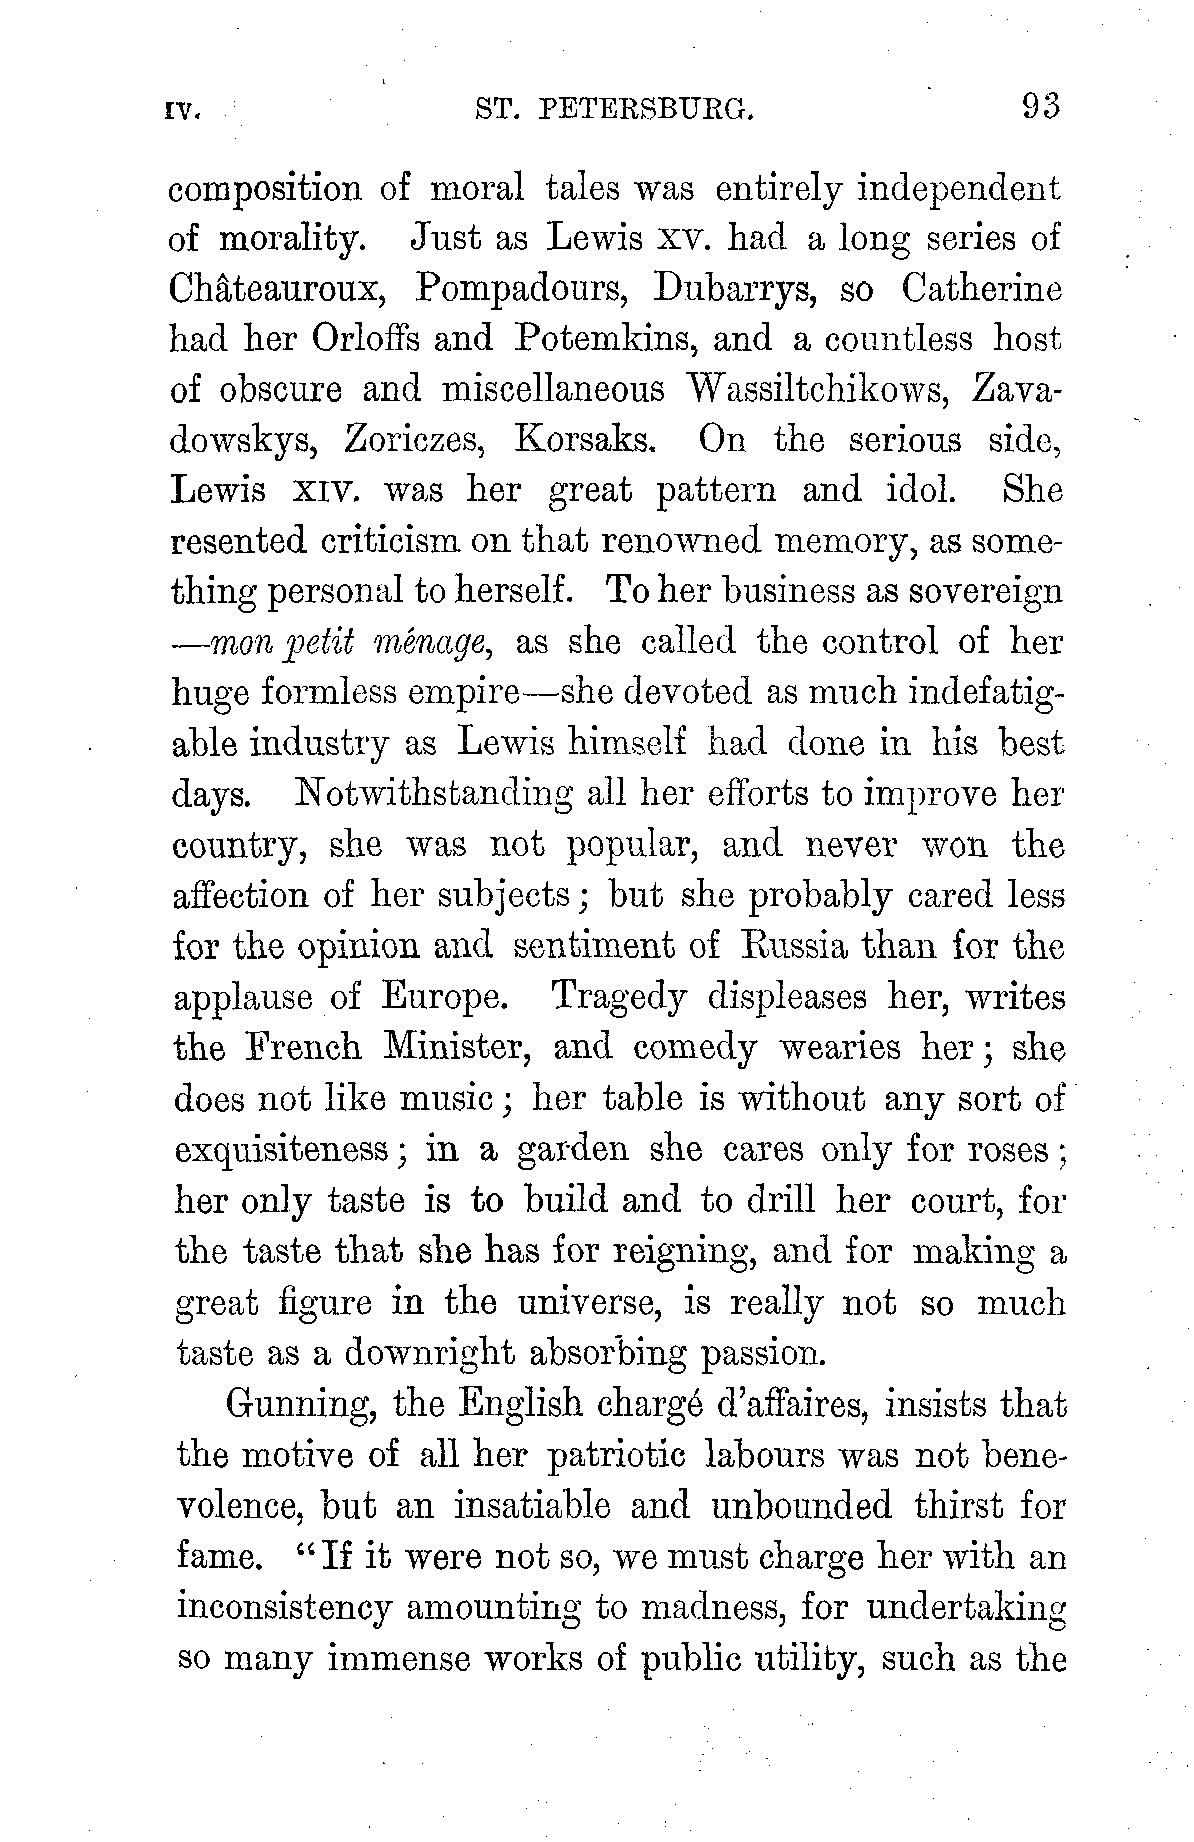 IV. ST. PETERSBURG. 93
composition of moral tales was entirely independent
of morality. Just as Lewis XV. had a long series of
Châteauroux, Pompadours, Dubarrys, so Catherine
had her Orloffs and Potemkins, and a countless host
of obscure and miscellaneous Wassiltchikows, Zava-
dowskys, Zoriczes, Korsaks. On the serious side,
Lewis XIV. was her great pattern and idol. She
resented criticism on that renowned memory, as some-
thing personal to herself. To her business as sovereign
—mon petit ménage, as she called the control of her
huge formless empire—she devoted as much indefatig-
able industry as Lewis himself had done in his best
days. Notwithstanding all her efforts to improve her
country, she was not popular, and never won the
affection of her subjects; but she probably cared less
for the opinion and sentiment of Russia than for the
applause of Europe. Tragedy displeases her, writes
the French Minister, and comedy wearies her; she
does not like music; her table is without any sort of
exquisiteness; in a garden she cares only for roses;
her only taste is to build and to drill her court, for
the taste that she has for reigning, and for making a
great figure in the universe, is really not so much
taste as a downright absorbing passion.
Gunning, the English chargé d'affaires, insists that
the motive of all her patriotic labours was not bene-
volence, but an insatiable and unbounded thirst for
fame. "If it were not so, we must charge her with an
inconsistency amounting to madness, for undertaking
so many immense works of public utility, such as the